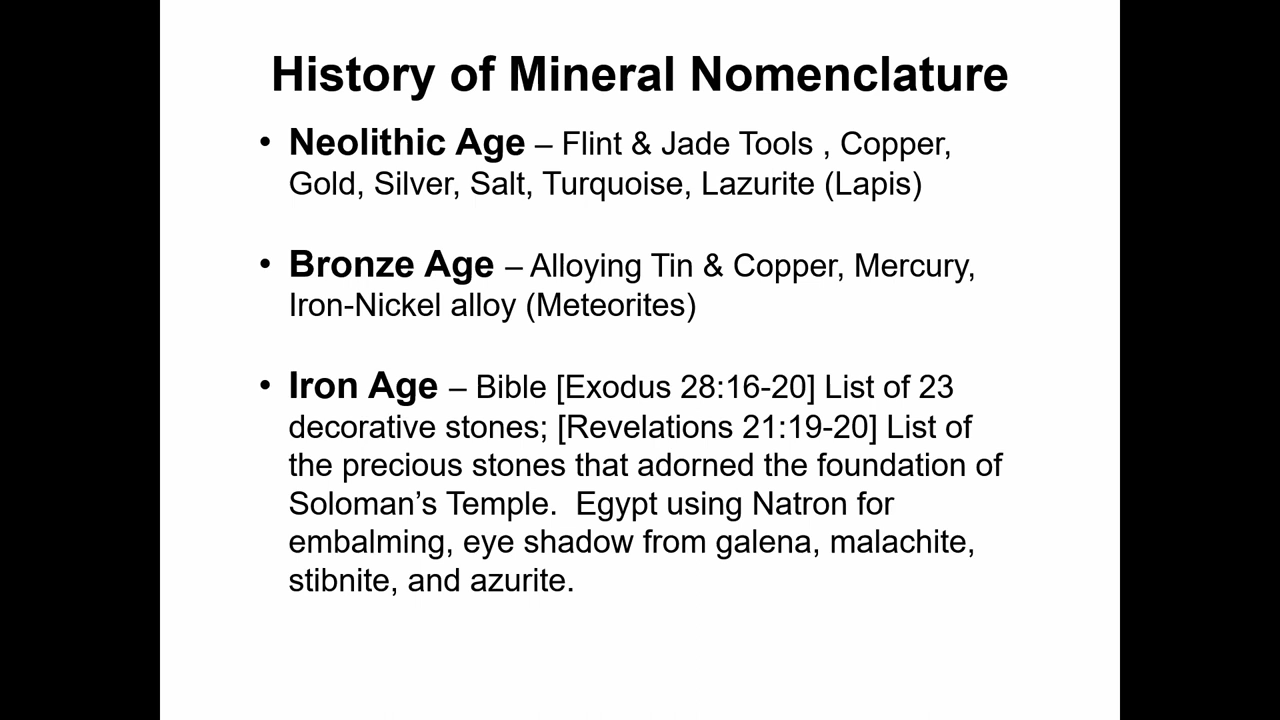 History of Mineral Nomenclature
• Neolithic Age – Flint & Jade Tools , Copper,
Gold, Silver, Salt, Turquoise, Lazurite (Lapis)
• Bronze Age – Alloying Tin & Copper, Mercury,
Iron-Nickel alloy (Meteorites)
• Iron Age – Bible [Exodus 28:16-20] List of 23
decorative stones; [Revelations 21:19-20] List of
the precious stones that adorned the foundation of
Soloman’s Temple.  Egypt using Natron for
embalming, eye shadow from galena, malachite,
stibnite, and azurite.